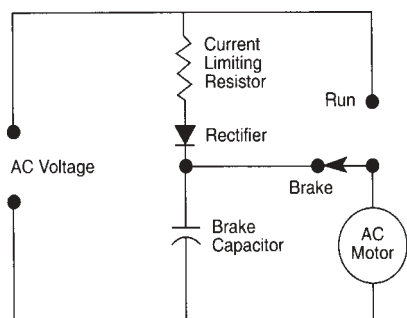 Current
Limiting
Resistor
Run
Rectifier
AC Voltage
Brake
Brake
Capacitor
AC
Motor